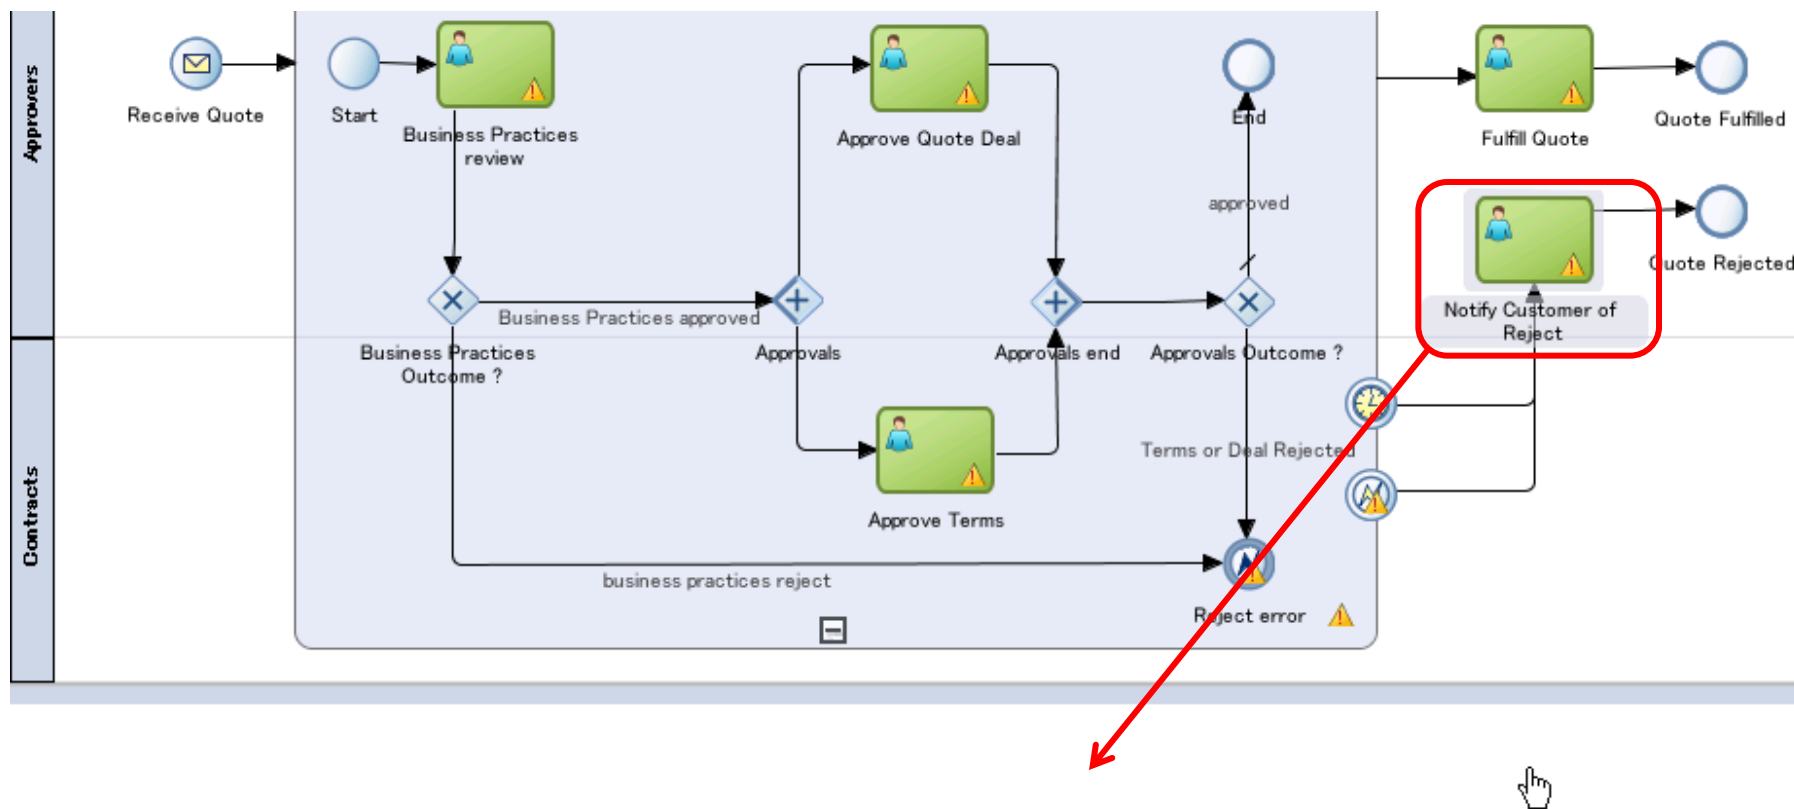 Approvers
Contracts
Receive Quote
Start
Business Practices
review
Approve Quote Deal
End
Fulfill Quote
Quote Fulfilled
approved
Quote Rejected
Notify Customer of
Reject
Business Practices approved
Business Practices
Outcome ?
Approvals
Approvals end
Approvals Outcome ?
Terms or Deal Rejected
Approve Terms
business practices reject
Reject error